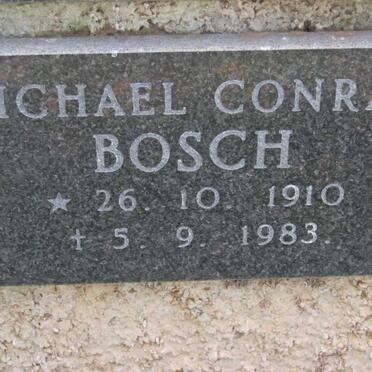 ICHAEL CONRA
BOSCH
★ 26. 10. 1910
✝ 5. 9. 1983.